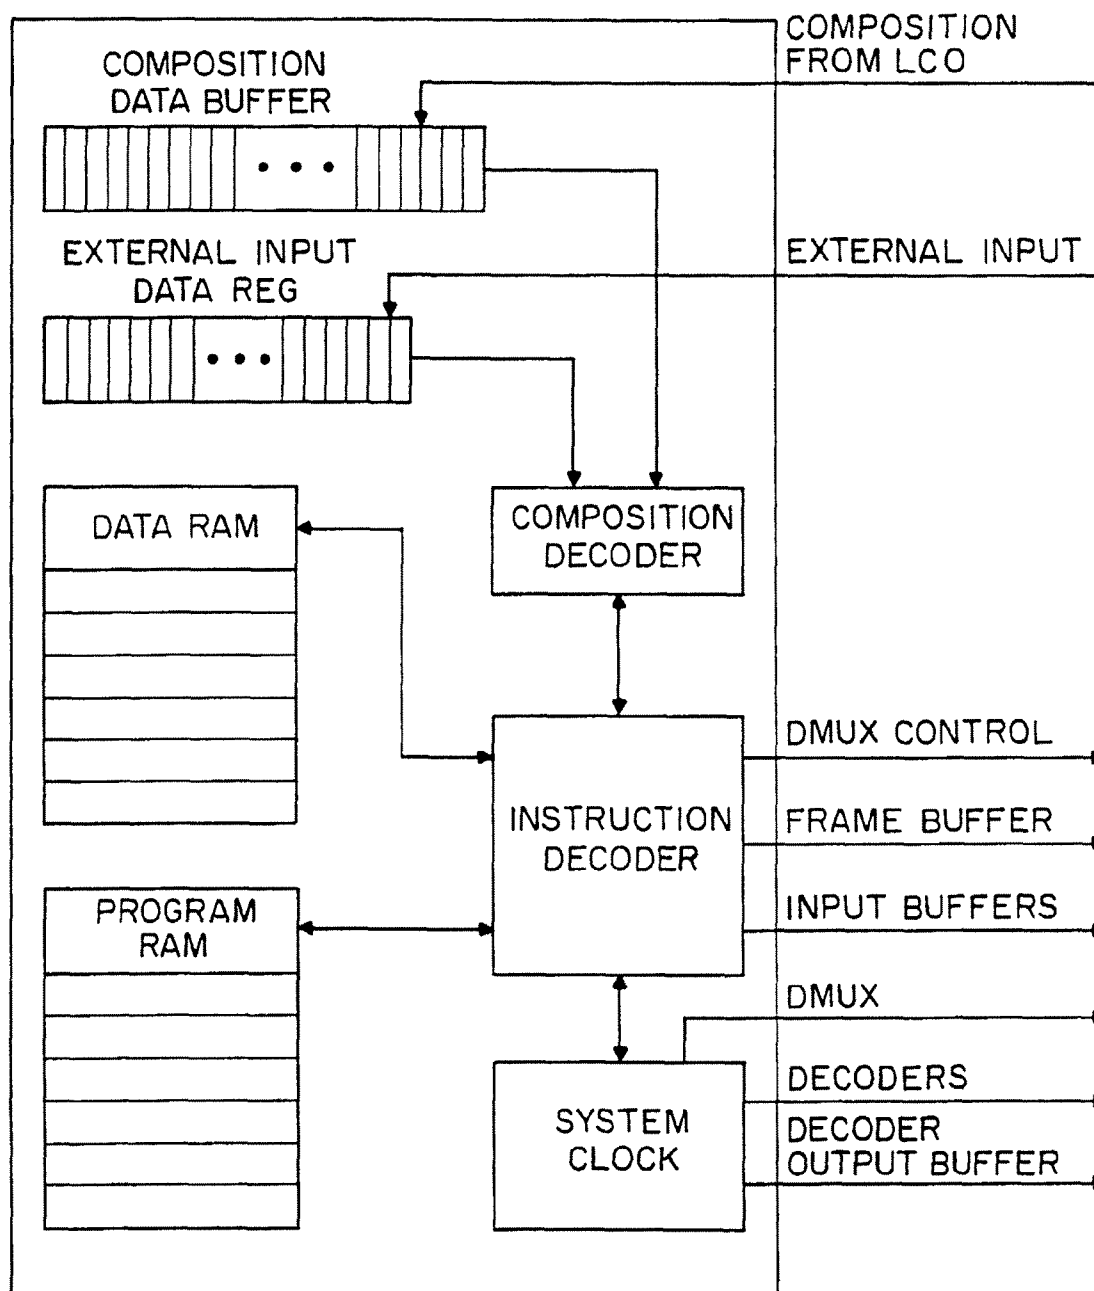 COMPOSITION
FROM LCO
COMPOSITION
DATA BUFFER
EXTERNAL INPUT
EXTERNAL INPUT
DATA REG
DATA RAM
COMPOSITION
DECODER
DMUX CONTROL
INSTRUCTION
DECODER
FRAME BUFFER
PROGRAM
RAM
INPUT BUFFERS
DMUX
SYSTEM
CLOCK
DECODERS
DECODER
OUTPUT BUFFER